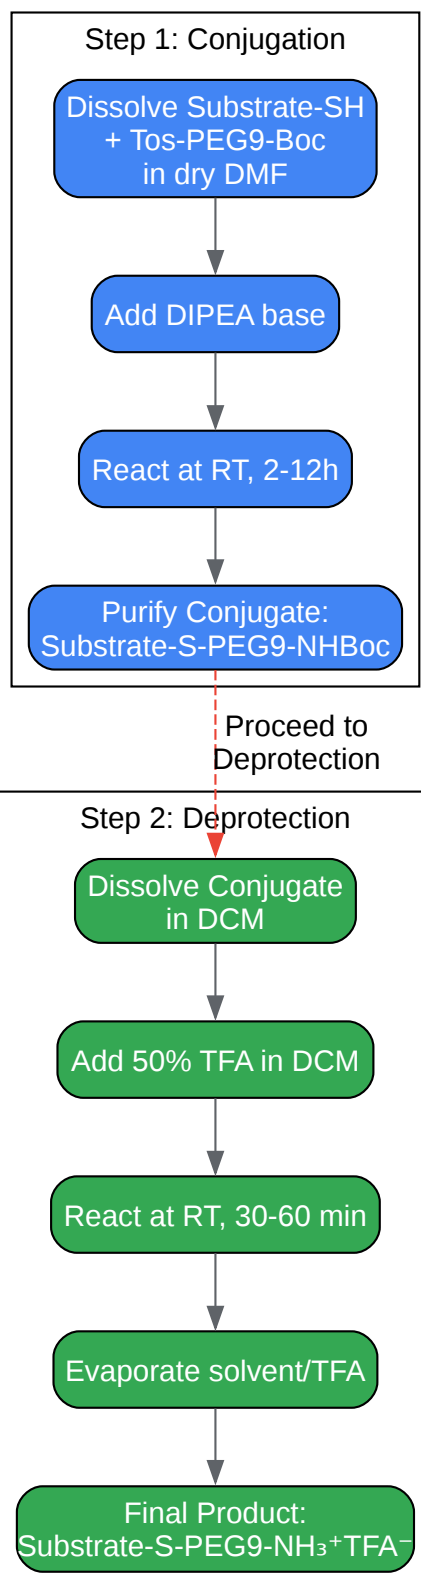 Step 1: Conjugation
Dissolve Substrate-SH
+ Tos-PEG9-Boc
in dry DMF
Add DIPEA base
React at RT, 2-12h
Purify Conjugate:
Substrate-S-PEG9-NHBoc
Proceed to
Deprotection
Step 2: Deprotection
Dissolve Conjugate
in DCM
Add 50% TFA in DCM
React at RT, 30-60 min
Evaporate solvent/TFA
Final Product:
Substrate-S-PEG9-NH₃⁺TFA⁻